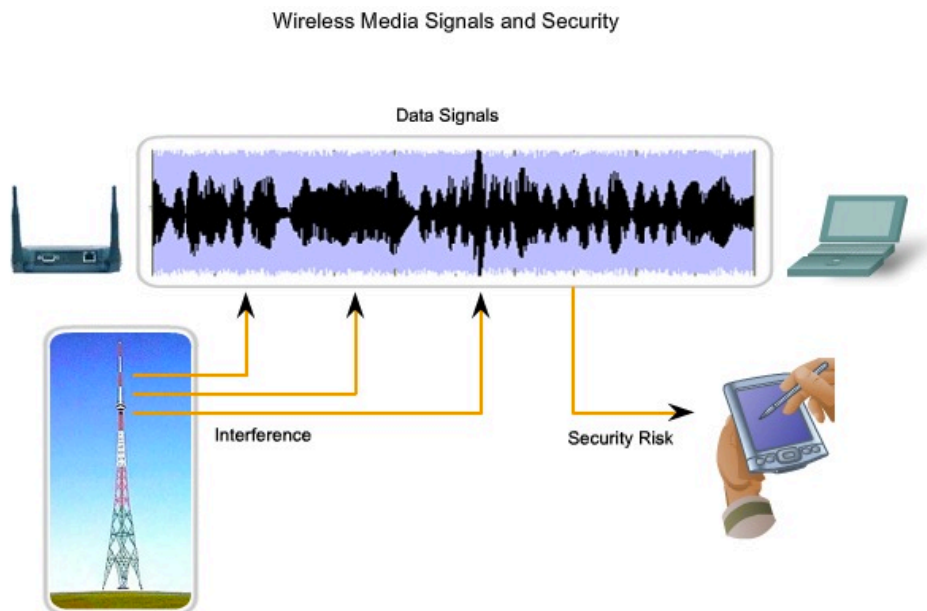 Wireless Media Signals and Security
Data Signals
Interference
Security Risk